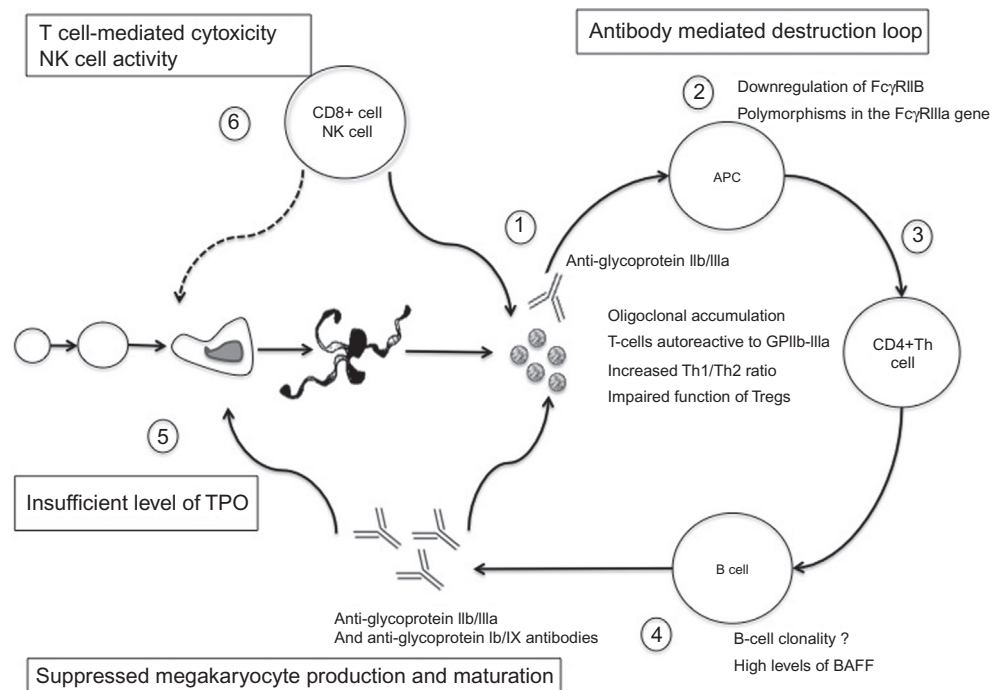 T cell-mediated cytoxicity
NK cell activity
Antibody mediated destruction loop
6
CD8+ cell
NK cell
2
Downregulation of FcγRIIB
Polymorphisms in the FcγRIIIa gene
APC
1
3
Anti-glycoprotein IIb/IIIa
Oligoclonal accumulation
T-cells autoreactive to GPIIb-IIIa
Increased Th1/Th2 ratio
Impaired function of Tregs
CD4+Th
cell
5
Insufficient level of TPO
B cell
Anti-glycoprotein IIb/IIIa
And anti-glycoprotein Ib/IX antibodies
4
B-cell clonality ?
High levels of BAFF
Suppressed megakaryocyte production and maturation